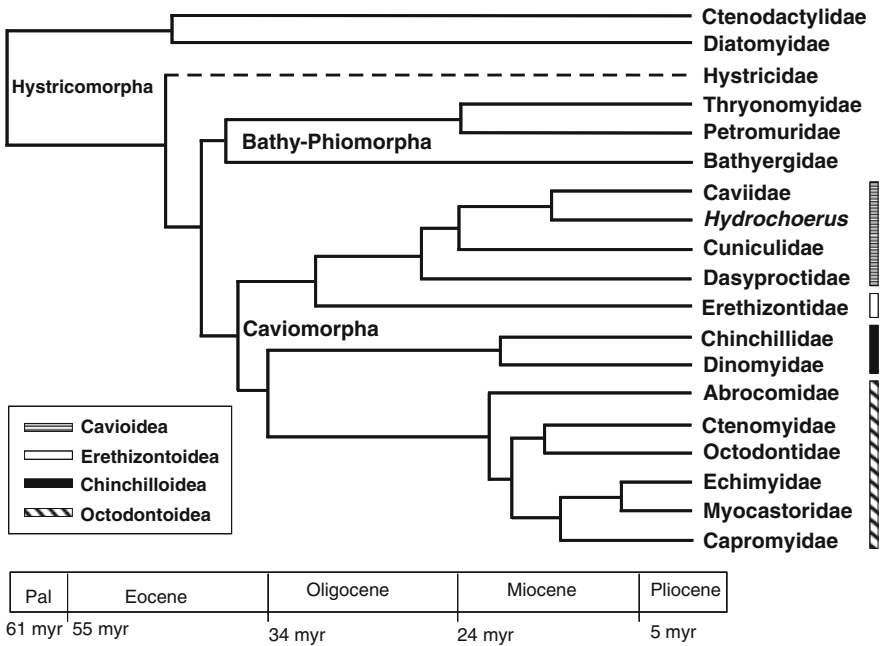 Ctenodactylidae
Diatomyidae
Hystricomorpha
Hystricidae
Thryonomyidae
Bathy-Phiomorpha
Petromuridae
Bathyergidae
Caviidae
Hydrochoerus
Cuniculidae
Dasyproctidae
Erethizontidae
Caviomorpha
Chinchillidae
Dinomyidae
Abrocomidae
Ctenomyidae
Octodontidae
Echimyidae
Myocastoridae
Capromyidae
Cavioidea
Erethizontoidea
Chinchilloidea
Octodontoidea
Pal Eocene Oligocene Miocene Pliocene
61 myr 55 myr 34 myr 24 myr 5 myr